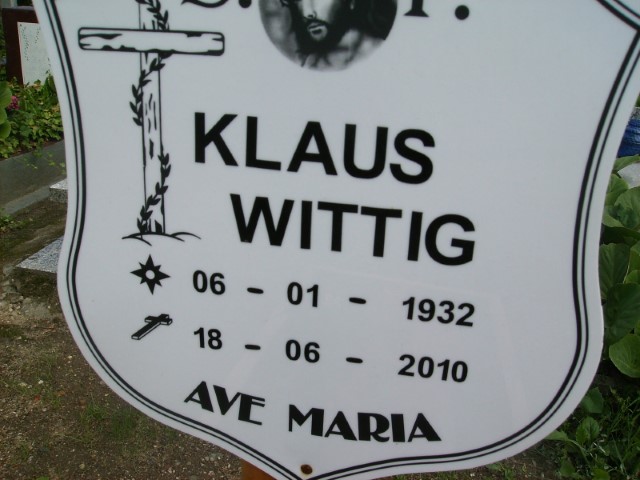 KLAUS
WITTIG
06 - 01 - 1932
18 - 06 - 2010
AVE MARIA